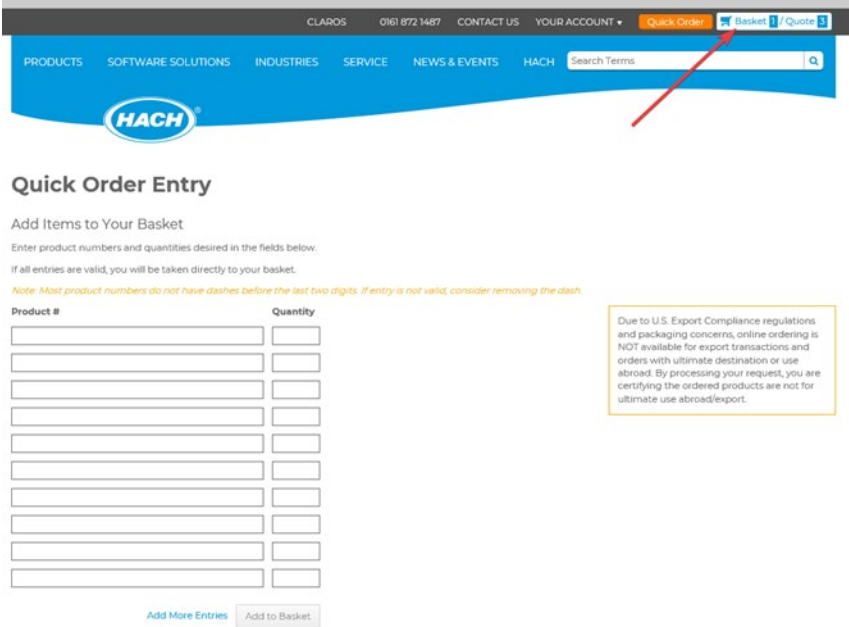 CLAROS 0161 872 1487 CONTACT US YOUR ACCOUNT ▾ Quick Order Basket 1 / Quote 3
PRODUCTS SOFTWARE SOLUTIONS INDUSTRIES SERVICE NEWS & EVENTS HACH Search Terms
HACH®
Quick Order Entry
Add Items to Your Basket
Enter product numbers and quantities desired in the fields below.
If all entries are valid, you will be taken directly to your basket.
Note: Most product numbers do not have dashes before the last two digits. If entry is not valid, consider removing the dash.
Product # Quantity
Due to U.S. Export Compliance regulations
and packaging concerns, online ordering is
NOT available for export transactions and
orders with ultimate destination or use
abroad. By processing your request, you are
certifying the ordered products are not for
ultimate use abroad/export.
Add More Entries Add to Basket